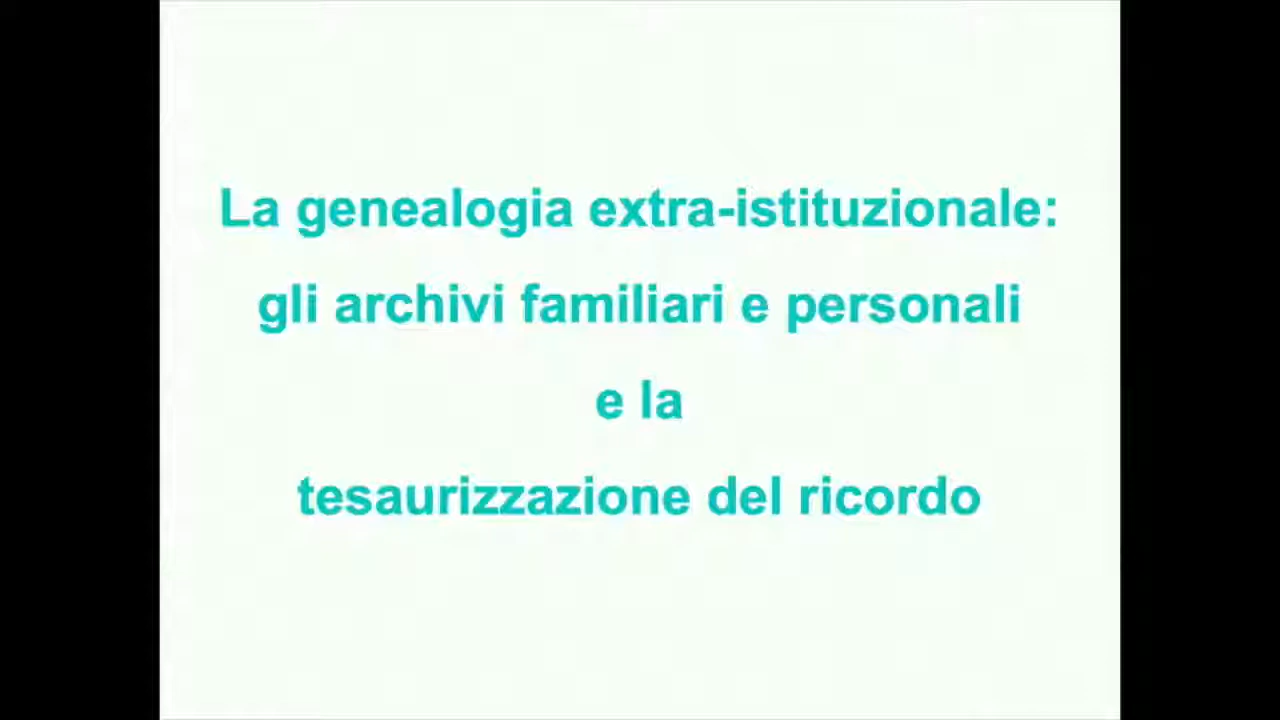 La genealogia extra-istituzionale:
gli archivi familiari e personali
e la
tesaurizzazione del ricordo